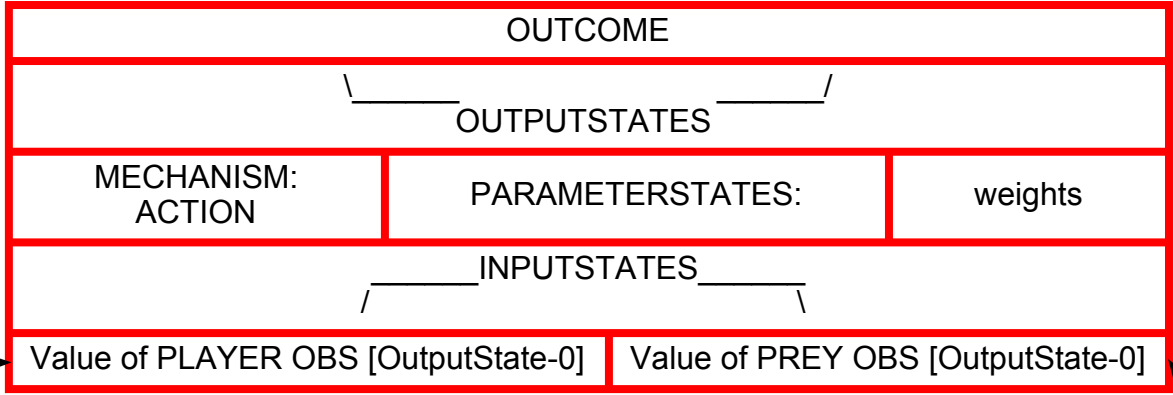 OUTCOME
\______ ______/
OUTPUTSTATES
MECHANISM:
ACTION
PARAMETERSTATES:
weights
______INPUTSTATES______
/ \
Value of PLAYER OBS [OutputState-0]
Value of PREY OBS [OutputState-0]